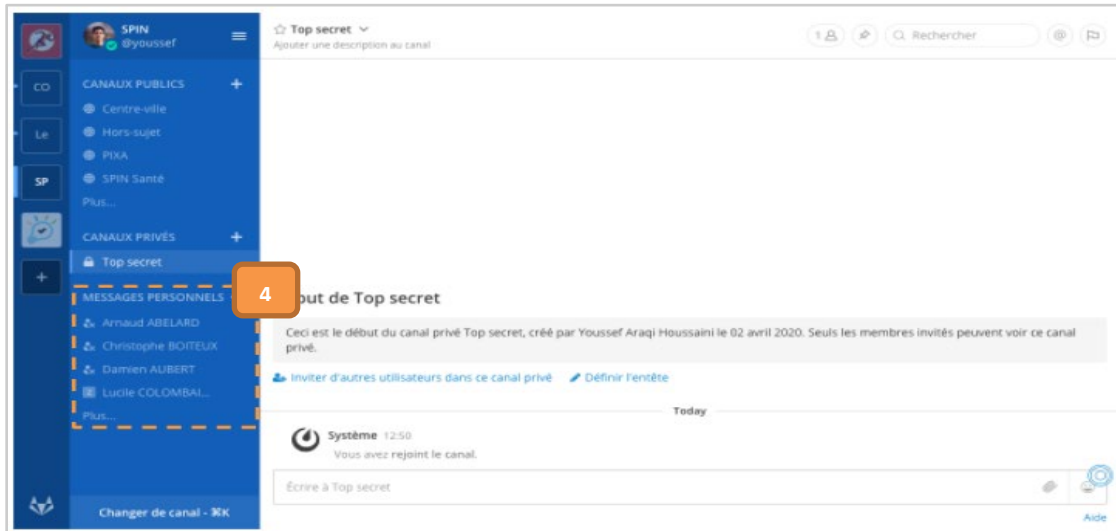 SPIN
@youssef
CO
Le
SP
+
CANAUX PUBLICS +
Centre-ville
Hors-sujet
PIXA
SPIN Santé
Plus...
CANAUX PRIVÉS +
Top secret
MESSAGES PERSONNELS
Arnaud ABELARD
Christophe BOITEUX
Damien AUBERT
Lucile COLOMBAI...
Plus...
Changer de canal - ⌘K
4
Top secret
Ajouter une description au canal
1
Rechercher
@
but de Top secret
Ceci est le début du canal privé Top secret, créé par Youssef Araqi Houssaini le 02 avril 2020. Seuls les membres invités peuvent voir ce canal
privé.
Inviter d'autres utilisateurs dans ce canal privé Définir l'entête
Today
Système 12:50
Vous avez rejoint le canal.
Écrire à Top secret
Aide